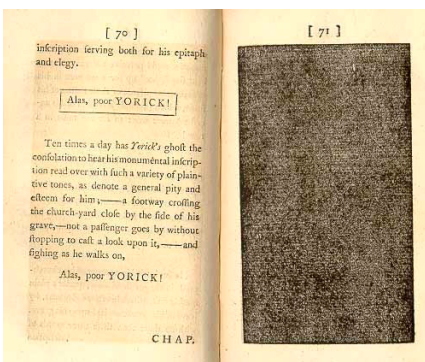 [ 70 ]
inſcription ſerving both for his epitaph
and elegy.
Alas, poor YORICK!
Ten times a day has Yorick's ghoſt the
conſolation to hear his monumental inſcrip-
tion read over with ſuch a variety of plain-
tive tones, as denote a general pity and
eſteem for him;——a footway croſſing
the church-yard cloſe by the ſide of his
grave,—not a paſſenger goes by without
ſtopping to caſt a look upon it,——and
ſighing as he walks on,
Alas, poor YORICK!
CHAP.
[ 71 ]